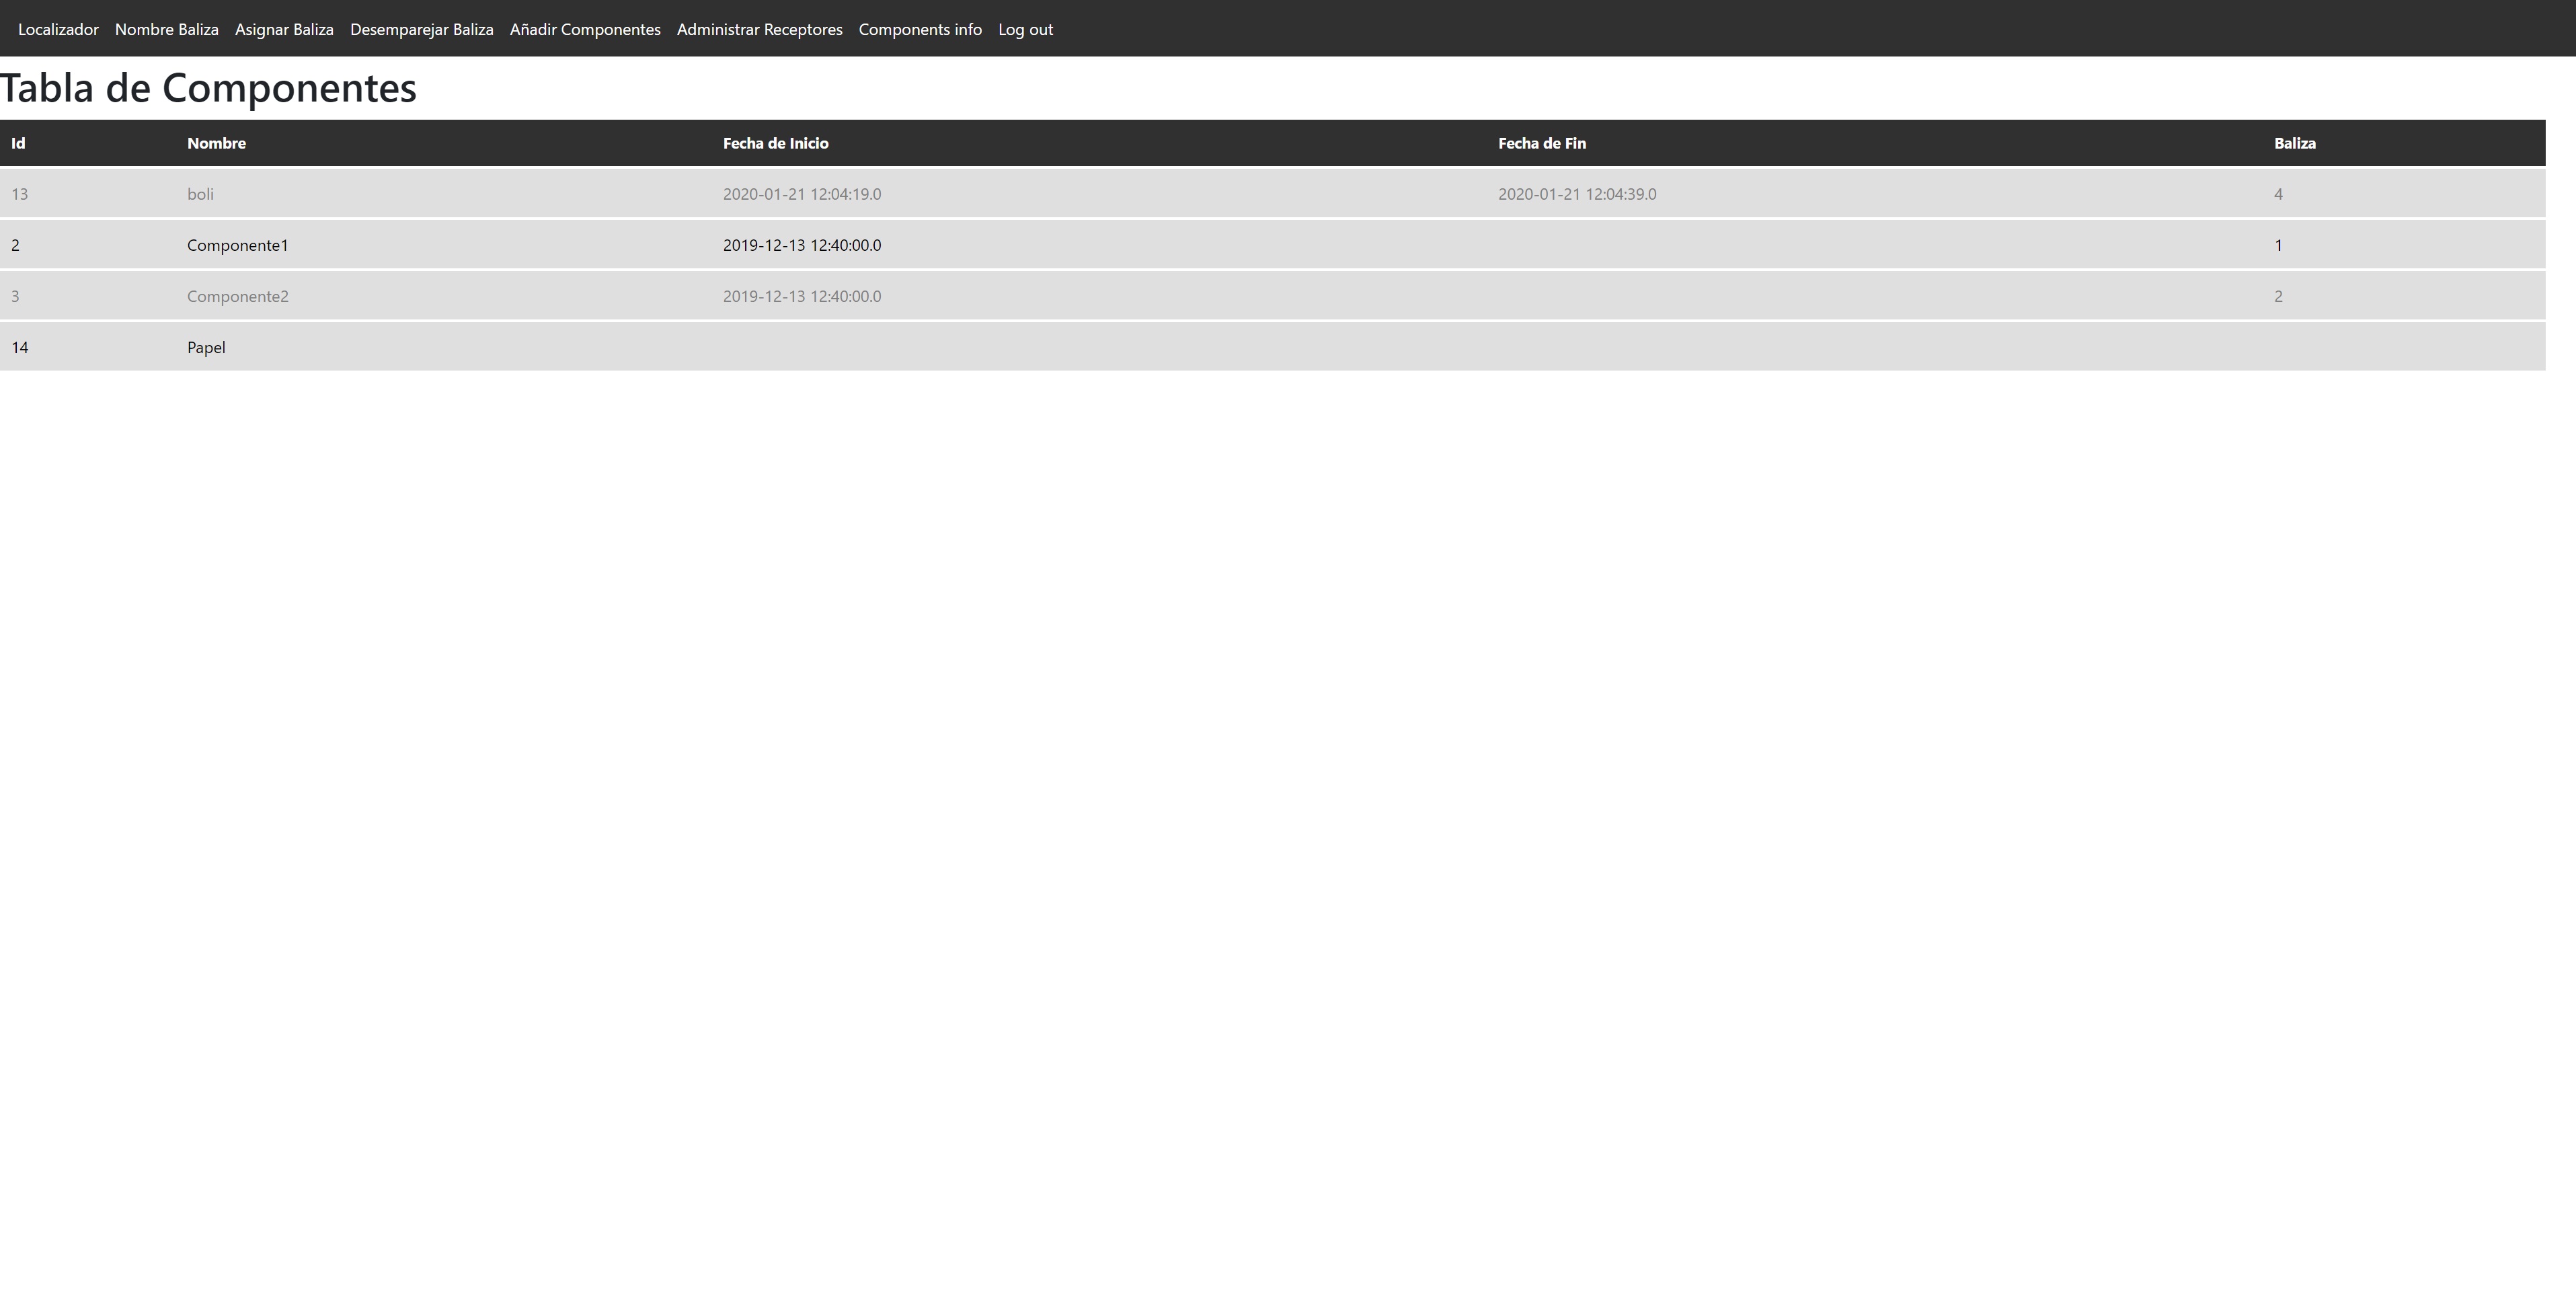 Localizador Nombre Baliza Asignar Baliza Desemparejar Baliza Añadir Componentes Administrar Receptores Components info Log out
Tabla de Componentes
Id Nombre Fecha de Inicio Fecha de Fin Baliza
13 boli 2020-01-21 12:04:19.0 2020-01-21 12:04:39.0 4
2 Componente1 2019-12-13 12:40:00.0 1
3 Componente2 2019-12-13 12:40:00.0 2
14 Papel